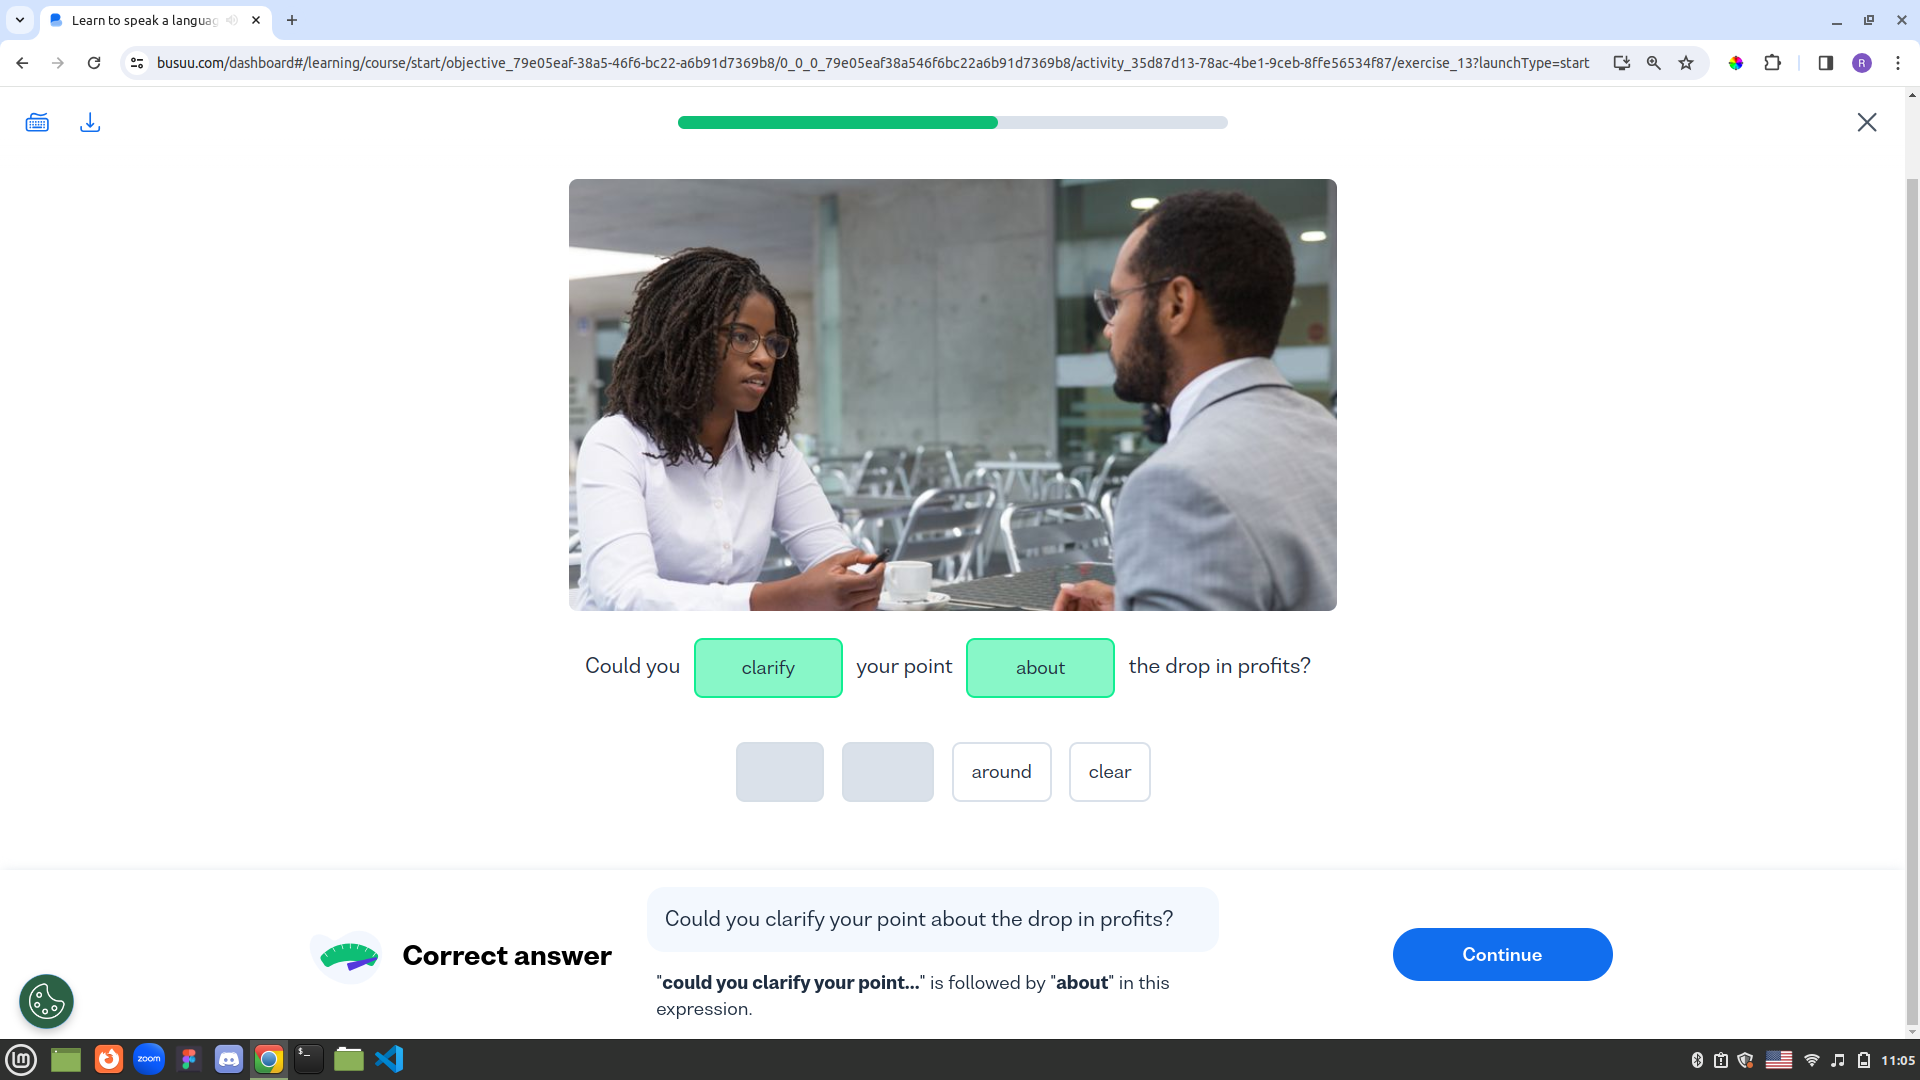 Learn to speak a languag
busuu.com/dashboard#/learning/course/start/objective_79e05eaf-38a5-46f6-bc22-a6b91d7369b8/0_0_0_79e05eaf38a546f6bc22a6b91d7369b8/activity_35d87d13-78ac-4be1-9ceb-8ffe56534f87/exercise_13?launchType=start
R
Could you clarify your point about the drop in profits?
around clear
Could you clarify your point about the drop in profits?
Correct answer
Continue
"could you clarify your point..." is followed by "about" in this
expression.
zoom
11:05